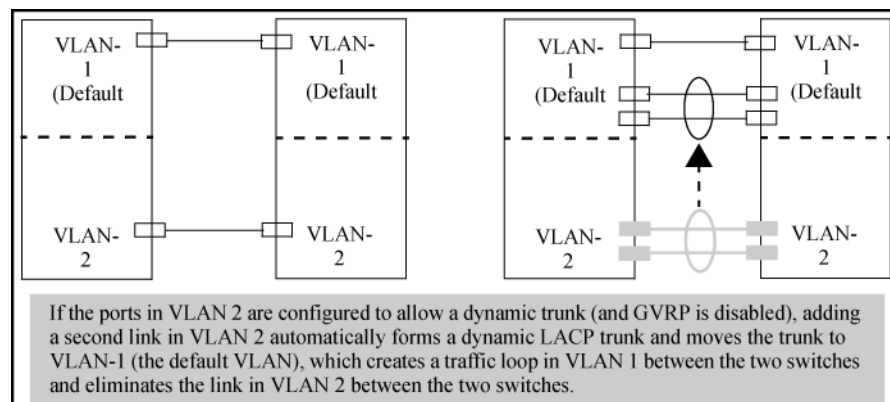 VLAN-
1
(Default
VLAN-
1
(Default
VLAN-
2
VLAN-
2
VLAN-
1
(Default
VLAN-
1
(Default
VLAN-
2
VLAN-
2
If the ports in VLAN 2 are configured to allow a dynamic trunk (and GVRP is disabled), adding
a second link in VLAN 2 automatically forms a dynamic LACP trunk and moves the trunk to
VLAN-1 (the default VLAN), which creates a traffic loop in VLAN 1 between the two switches
and eliminates the link in VLAN 2 between the two switches.